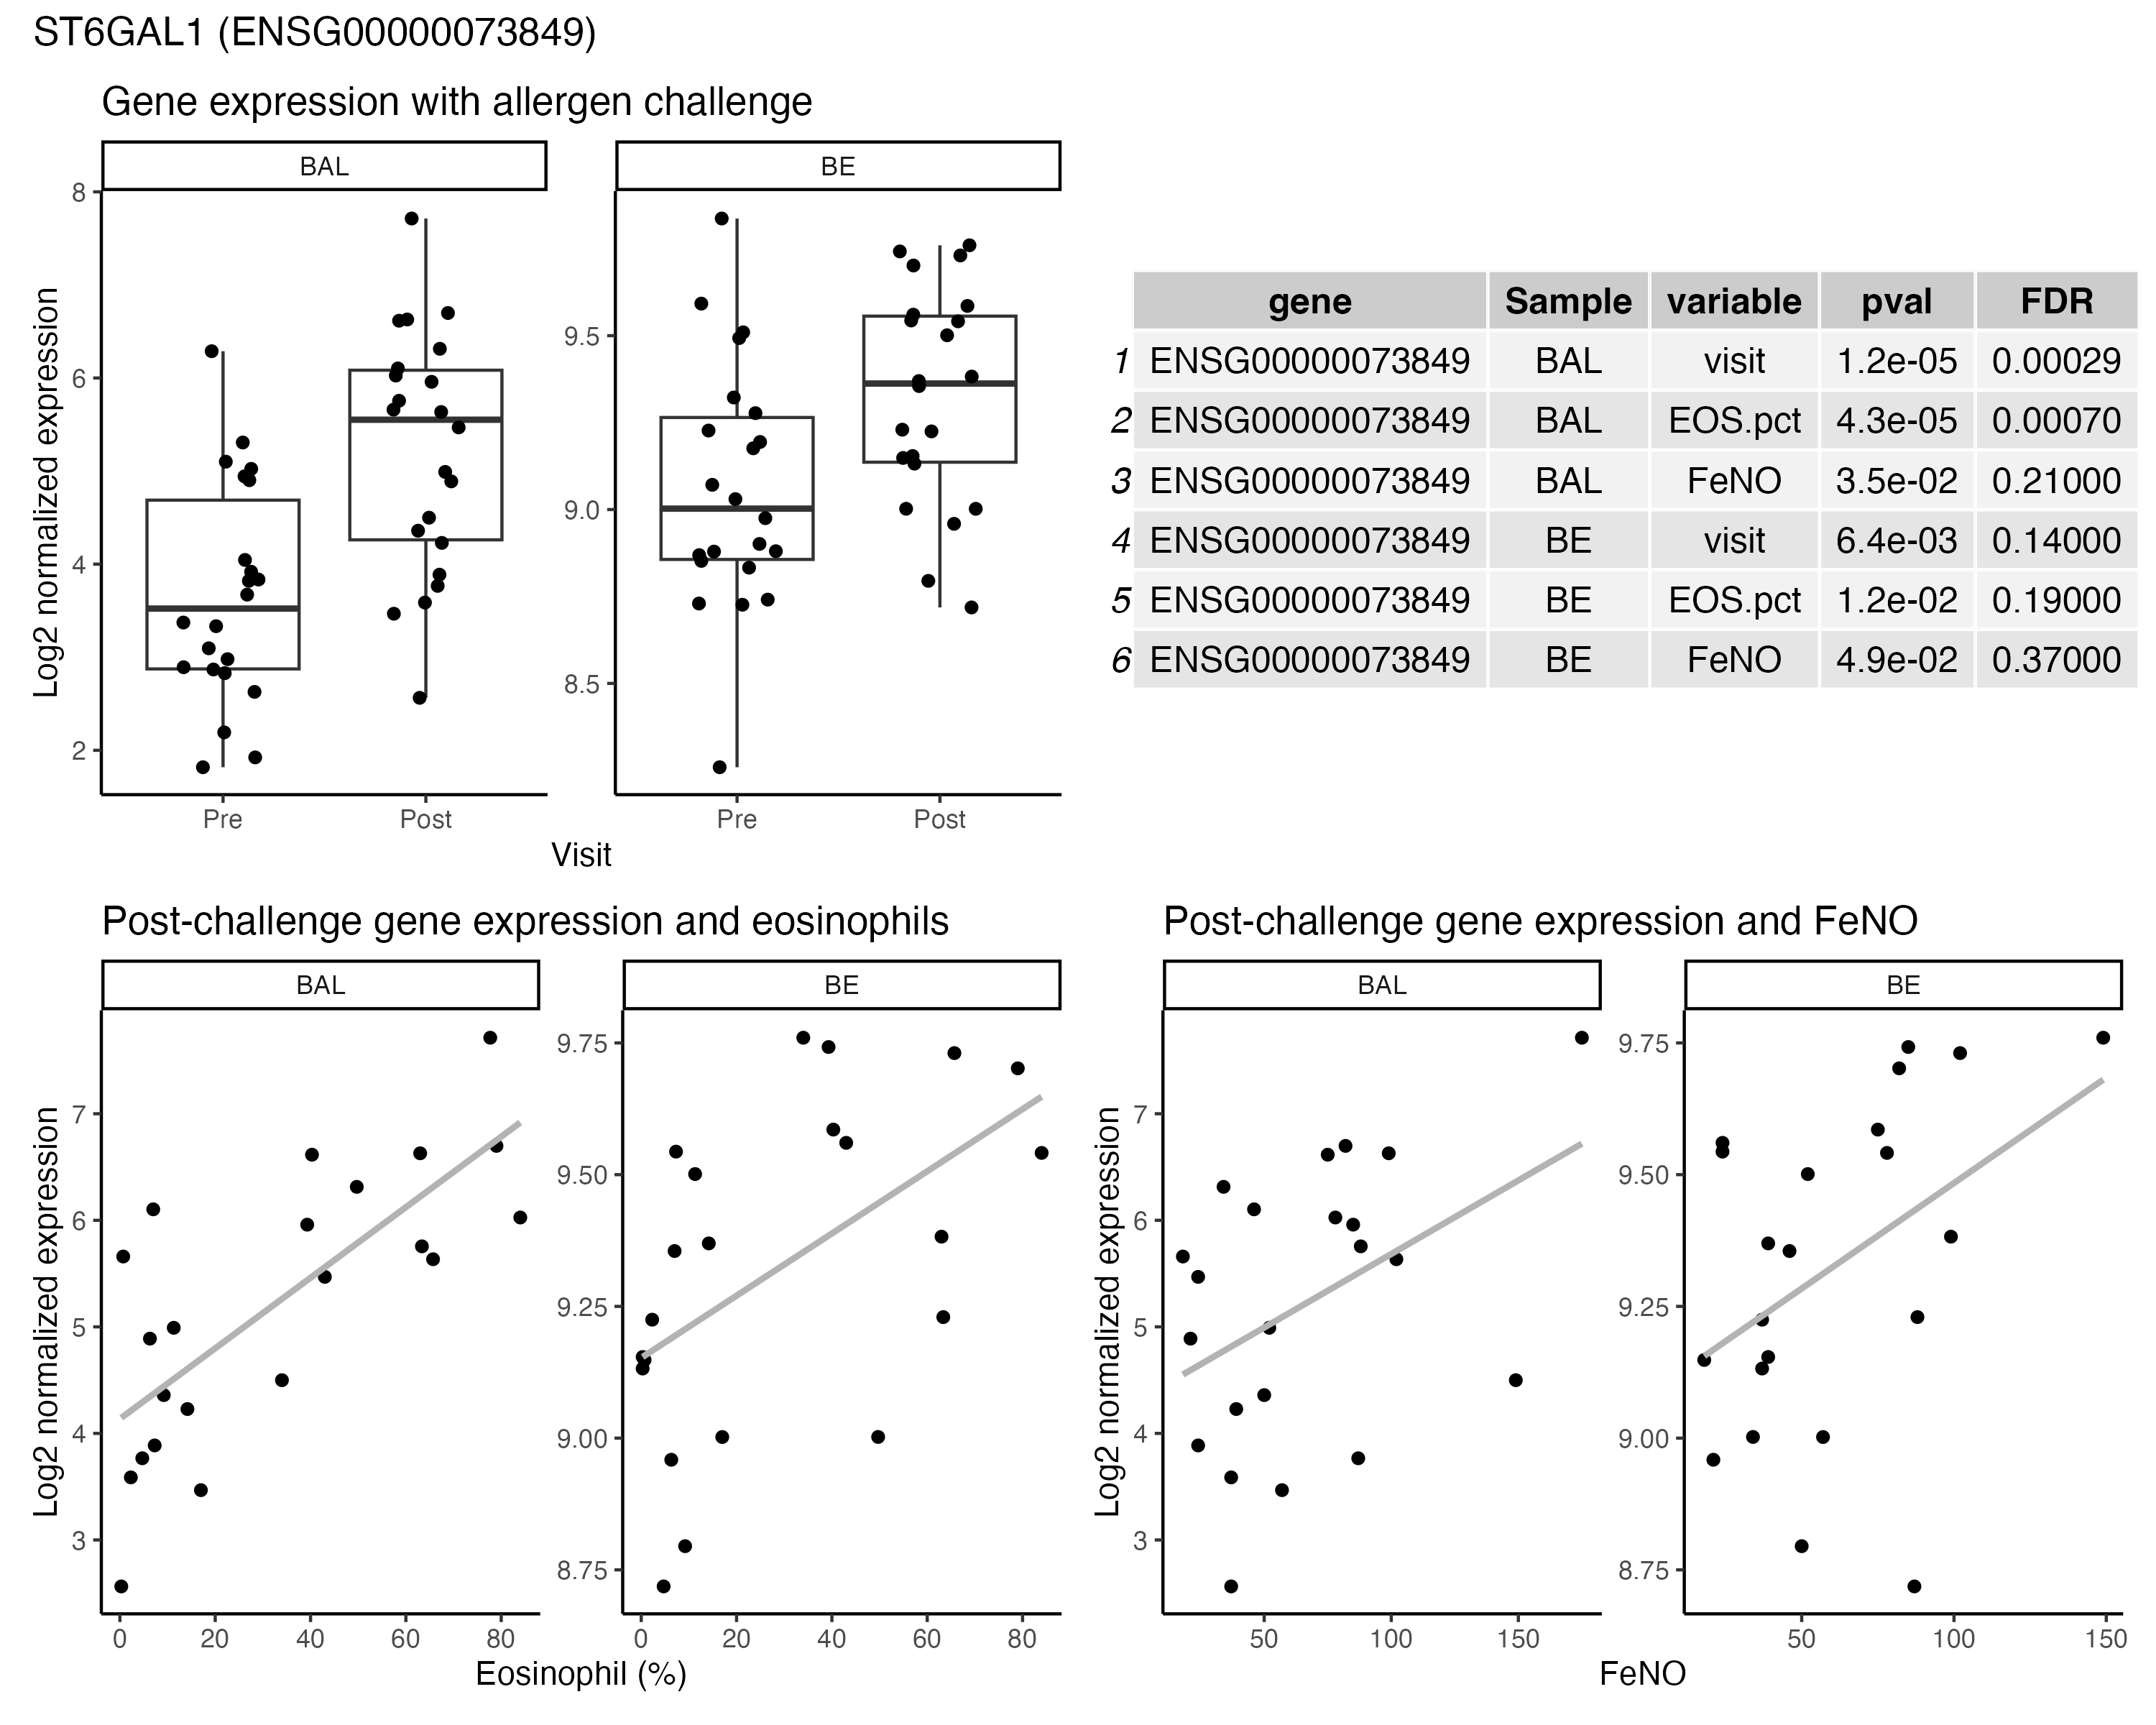 ST6GAL1 (ENSG00000073849)
Gene expression with allergen challenge
BAL
BE
Log2 normalized expression
8
6
4
2
9.5
9.0
8.5
Pre
Post
Pre
Post
Visit
gene Sample variable pval FDR
1 ENSG00000073849 BAL visit 1.2e-05 0.00029
2 ENSG00000073849 BAL EOS.pct 4.3e-05 0.00070
3 ENSG00000073849 BAL FeNO 3.5e-02 0.21000
4 ENSG00000073849 BE visit 6.4e-03 0.14000
5 ENSG00000073849 BE EOS.pct 1.2e-02 0.19000
6 ENSG00000073849 BE FeNO 4.9e-02 0.37000
Post-challenge gene expression and eosinophils
BAL
BE
Log2 normalized expression
7
6
5
4
3
9.75
9.50
9.25
9.00
8.75
0 20 40 60 80
0 20 40 60 80
Eosinophil (%)
Post-challenge gene expression and FeNO
BAL
BE
Log2 normalized expression
7
6
5
4
3
9.75
9.50
9.25
9.00
8.75
50 100 150
50 100 150
FeNO